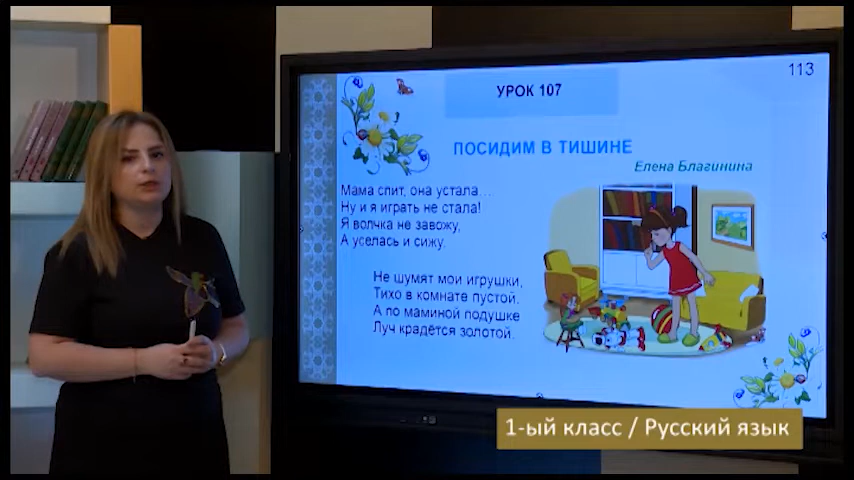 113
УРОК 107
ПОСИДИМ В ТИШИНЕ
Елена Благинина
Мама спит, она устала...
Ну и я играть не стала!
Я волчка не завожу,
А уселась и сижу.
Не шумят мои игрушки,
Тихо в комнате пустой.
А по маминой подушке
Луч крадётся золотой.
1-ый класс / Русский язык